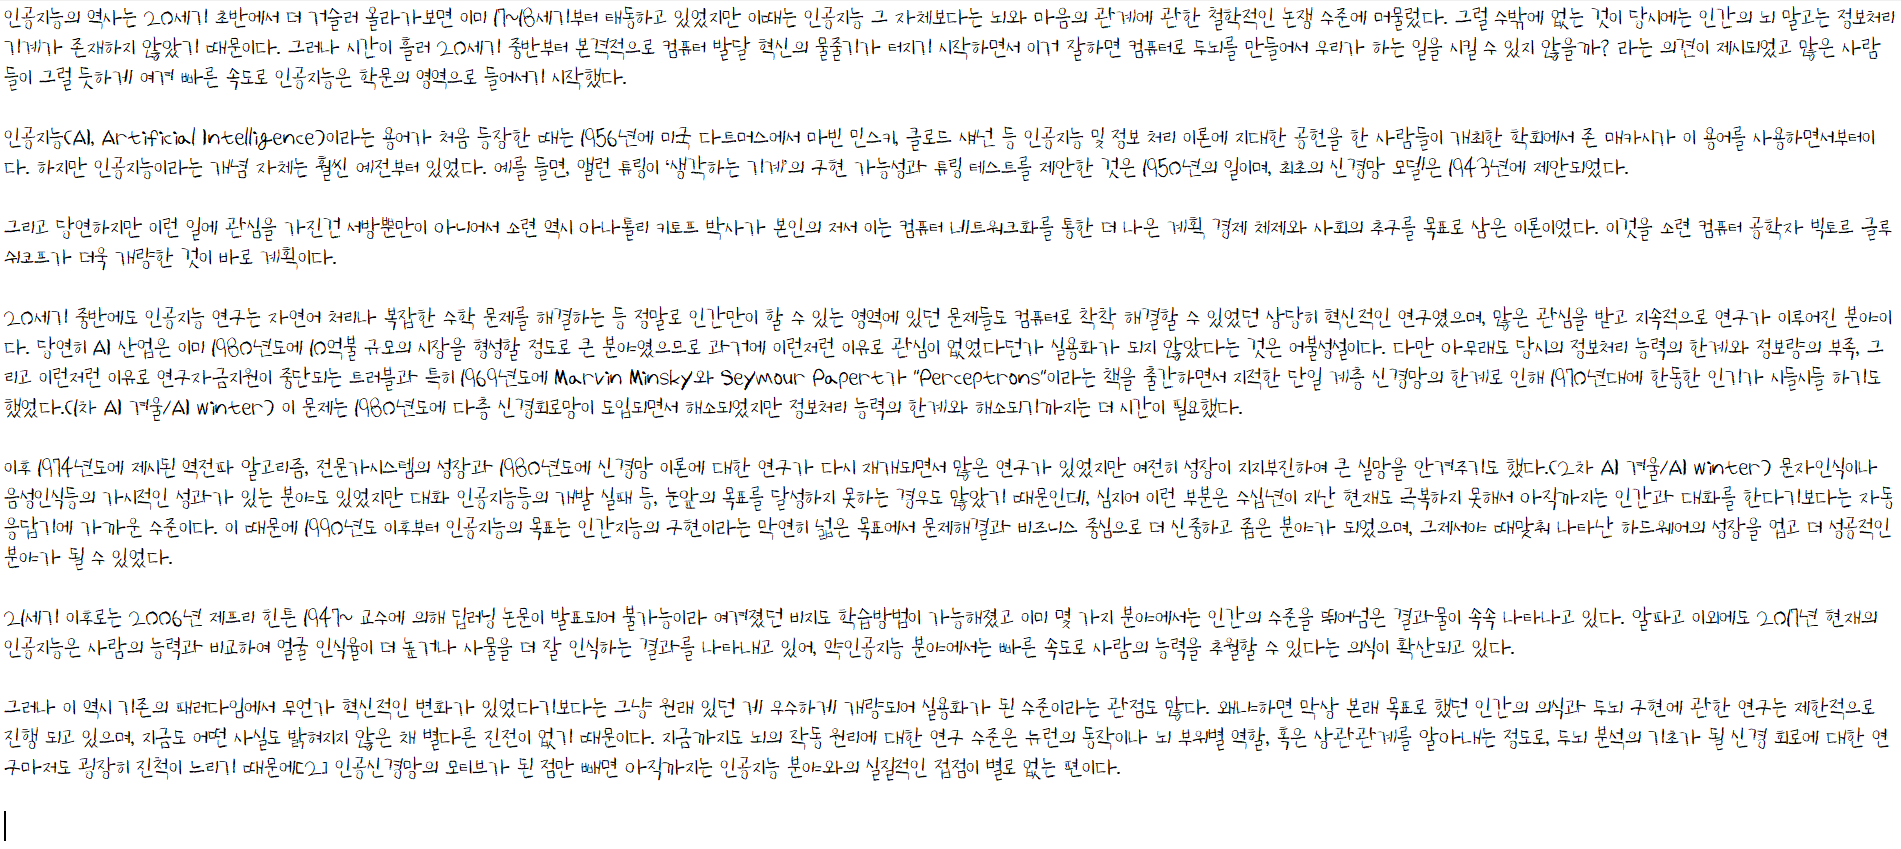 인공지능의 역사는 20세기 초반에서 더 거슬러 올라가보면 이미 17~18세기부터 태동하고 있었지만 이때는 인공지능 그 자체보다는 뇌와 마음의 관계에 관한 철학적인 논쟁 수준에 머물렀다. 그럴 수밖에 없는 것이 당시에는 인간의 뇌 말고는 정보처리
기계가 존재하지 않았기 때문이다. 그러나 시간이 흘러 20세기 중반부터 본격적으로 컴퓨터 발달 혁신의 물줄기가 터지기 시작하면서 이거 잘하면 컴퓨터로 두뇌를 만들어서 우리가 하는 일을 시킬 수 있지 않을까? 라는 의견이 제시되었고 많은 사람
들이 그럴 듯하게 여겨 빠른 속도로 인공지능은 학문의 영역으로 들어서기 시작했다.
인공지능(AI, Artificial Intelligence)이라는 용어가 처음 등장한 때는 1956년에 미국 다트머스에서 마빈 민스키, 클로드 섀넌 등 인공지능 및 정보 처리 이론에 지대한 공헌을 한 사람들이 개최한 학회에서 존 매카시가 이 용어를 사용하면서부터이
다. 하지만 인공지능이라는 개념 자체는 훨씬 예전부터 있었다. 예를 들면, 앨런 튜링이 '생각하는 기계'의 구현 가능성과 튜링 테스트를 제안한 것은 1950년의 일이며, 최초의 신경망 모델'은 1943년에 제안되었다.
그리고 당연하지만 이런 일에 관심을 가진건 서방뿐만이 아니어서 소련 역시 아나톨리 키토프 박사가 본인의 저서 이는 컴퓨터 네트워크화를 통한 더 나은 계획 경제 체제와 사회의 추구를 목표로 삼은 이론이었다. 이것을 소련 컴퓨터 공학자 빅토르 글루
쉬코프가 더욱 개량한 것이 바로 계획이다.
20세기 중반에도 인공지능 연구는 자연어 처리나 복잡한 수학 문제를 해결하는 등 정말로 인간만이 할 수 있는 영역에 있던 문제들도 컴퓨터로 착착 해결할 수 있었던 상당히 혁신적인 연구였으며, 많은 관심을 받고 지속적으로 연구가 이루어진 분야이
다. 당연히 AI 산업은 이미 1980년도에 10억불 규모의 시장을 형성할 정도로 큰 분야였으므로 과거에 이런저런 이유로 관심이 없었다던가 실용화가 되지 않았다는 것은 어불성설이다. 다만 아무래도 당시의 정보처리 능력의 한계와 정보량의 부족, 그
리고 이런저런 이유로 연구자금지원이 중단되는 트러블과 특히 1969년도에 Marvin Minsky와 Seymour Papert가 "Perceptrons"이라는 책을 출간하면서 지적한 단일 계층 신경망의 한계로 인해 1970년대에 한동한 인기가 시들시들 하기도
했었다.(1차 AI 겨울/AI winter) 이 문제는 1980년도에 다층 신경회로망이 도입되면서 해소되었지만 정보처리 능력의 한계와 해소되기까지는 더 시간이 필요했다.
이후 1974년도에 제시된 역전파 알고리즘, 전문가시스템의 성장과 1980년도에 신경망 이론에 대한 연구가 다시 재개되면서 많은 연구가 있었지만 여전히 성장이 지지부진하여 큰 실망을 안겨주기도 했다.(2차 AI 겨울/AI winter) 문자인식이나
음성인식등의 가시적인 성과가 있는 분야도 있었지만 대화 인공지능등의 개발 실패 등, 눈앞의 목표를 달성하지 못하는 경우도 많았기 때문인데, 심지어 이런 부분은 수십년이 지난 현재도 극복하지 못해서 아직까지는 인간과 대화를 한다기보다는 자동
응답기에 가까운 수준이다. 이 때문에 1990년도 이후부터 인공지능의 목표는 인간지능의 구현이라는 막연히 넓은 목표에서 문제해결과 비즈니스 중심으로 더 신중하고 좁은 분야가 되었으며, 그제서야 때맞춰 나타난 하드웨어의 성장을 업고 더 성공적인
분야가 될 수 있었다.
21세기 이후로는 2006년 제프리 힌튼 1947~ 교수에 의해 딥러닝 논문이 발표되어 불가능이라 여겨졌던 비지도 학습방범이 가능해졌고 이미 몇 가지 분야에서는 인간의 수준을 뛰어넘은 결과물이 속속 나타나고 있다. 알파고 이외에도 2017년 현재의
인공지능은 사람의 능력과 비교하여 얼굴 인식율이 더 높거나 사물을 더 잘 인식하는 결과를 나타내고 있어, 약인공지능 분야에서는 빠른 속도로 사람의 능력을 추월할 수 있다는 의식이 확산되고 있다.
그러나 이 역시 기존의 패러다임에서 무언가 혁신적인 변화가 있었다기보다는 그냥 원래 있던 게 우수하게 개량되어 실용화가 된 수준이라는 관점도 많다. 왜냐하면 막상 본래 목표로 했던 인간의 의식과 두뇌 구현에 관한 연구는 제한적으로
진행 되고 있으며, 지금도 어떤 사실도 밝혀지지 않은 채 별다른 진전이 없기 때문이다. 지금까지도 뇌의 작동 원리에 대한 연구 수준은 뉴런의 동작이나 뇌 부위별 역할, 혹은 상관관계를 알아내는 정도로, 두뇌 분석의 기초가 될 신경 회로에 대한 연
구마저도 굉장히 진척이 느리기 때문에[2] 인공신경망의 모티브가 된 점만 빼면 아직까지는 인공지능 분야와의 실질적인 접점이 별로 없는 편이다.